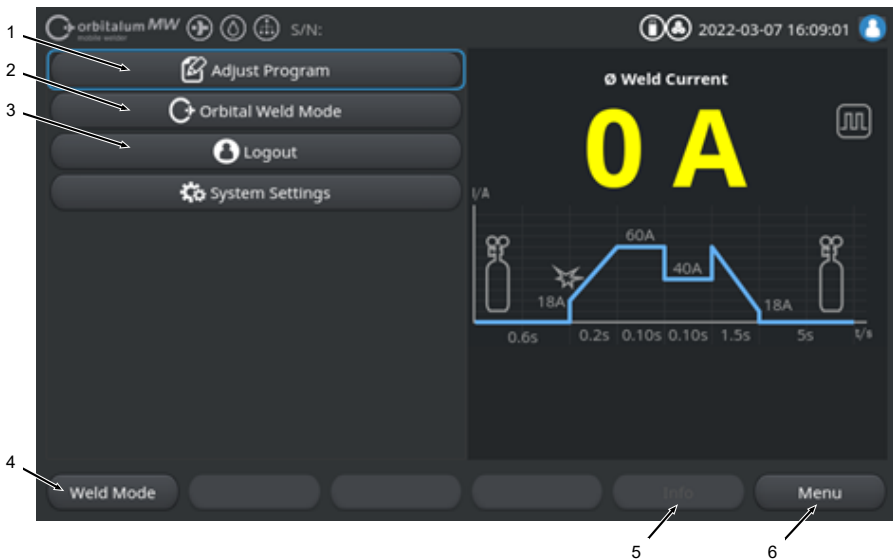 orbitalum MW S/N: 2022-03-07 16:09:01
mobile welder
1
Adjust Program
2
Orbital Weld Mode
3
Logout
System Settings
Ø Weld Current
0 A
I/A
60A
40A
18A
18A
0.6s 0.2s 0.10s 0.10s 1.5s 5s t/s
4
Weld Mode Info Menu
5 6